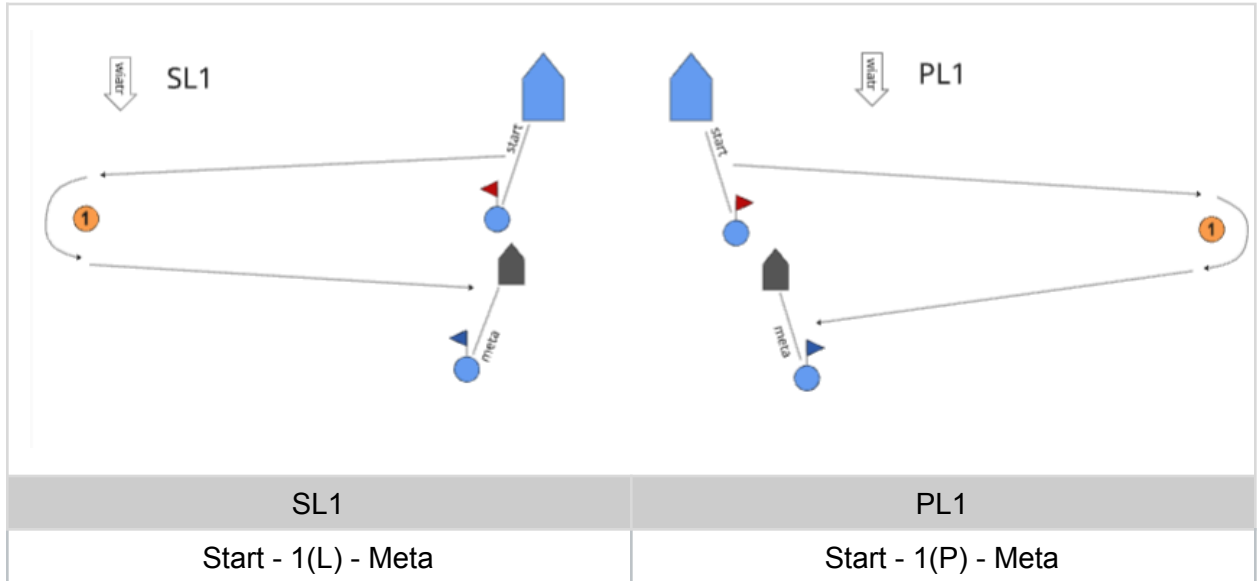 wiatr
SL1
start
1
meta
start
wiatr
PL1
1
meta
SL1
PL1
Start - 1(L) - Meta
Start - 1(P) - Meta